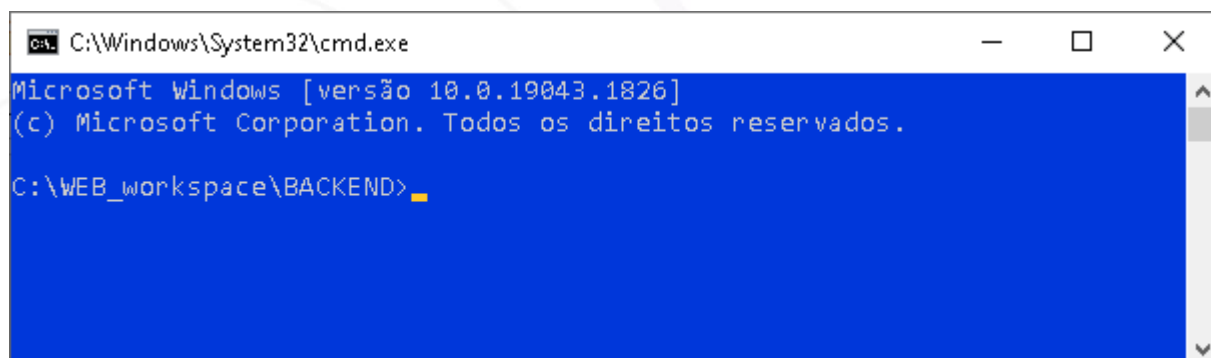 C:\Windows\System32\cmd.exe
Microsoft Windows [versão 10.0.19043.1826]
(c) Microsoft Corporation. Todos os direitos reservados.
C:\WEB_workspace\BACKEND>